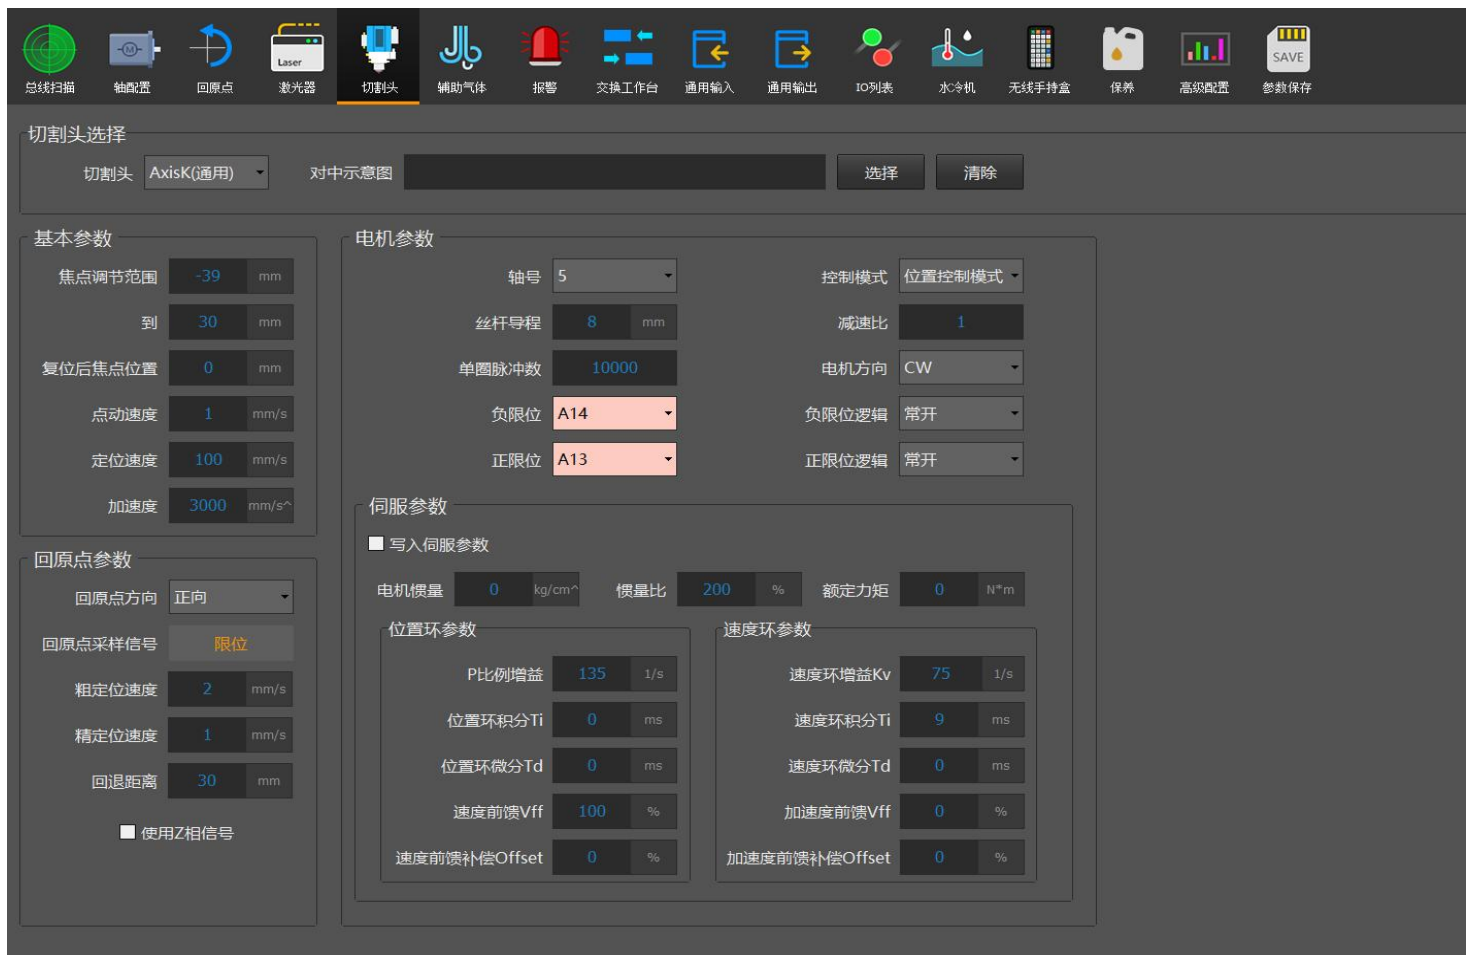 Laser
SAVE
总线扫描 轴配置 回原点 激光器 切割头 辅助气体 报警 交换工作台 通用输入 通用输出 IO列表 水冷机 无线手持盒 保养 高级配置 参数保存
切割头选择
切割头 AxisK(通用) 对中示意图 选择 清除
基本参数
焦点调节范围 -39 mm
到 30 mm
复位后焦点位置 0 mm
点动速度 1 mm/s
定位速度 100 mm/s
加速度 3000 mm/s^
回原点参数
回原点方向 正向
回原点采样信号 限位
粗定位速度 2 mm/s
精定位速度 1 mm/s
回退距离 30 mm
使用Z相信号
电机参数
轴号 5 控制模式 位置控制模式
丝杆导程 8 mm 减速比 1
单圈脉冲数 10000 电机方向 CW
负限位 A14 负限位逻辑 常开
正限位 A13 正限位逻辑 常开
伺服参数
写入伺服参数
电机惯量 0 kg/cm^ 惯量比 200 % 额定力矩 0 N*m
位置环参数
P比例增益 135 1/s
位置环积分Ti 0 ms
位置环微分Td 0 ms
速度前馈Vff 100 %
速度前馈补偿Offset 0 %
速度环参数
速度环增益Kv 75 1/s
速度环积分Ti 9 ms
速度环微分Td 0 ms
加速度前馈Vff 0 %
加速度前馈补偿Offset 0 %